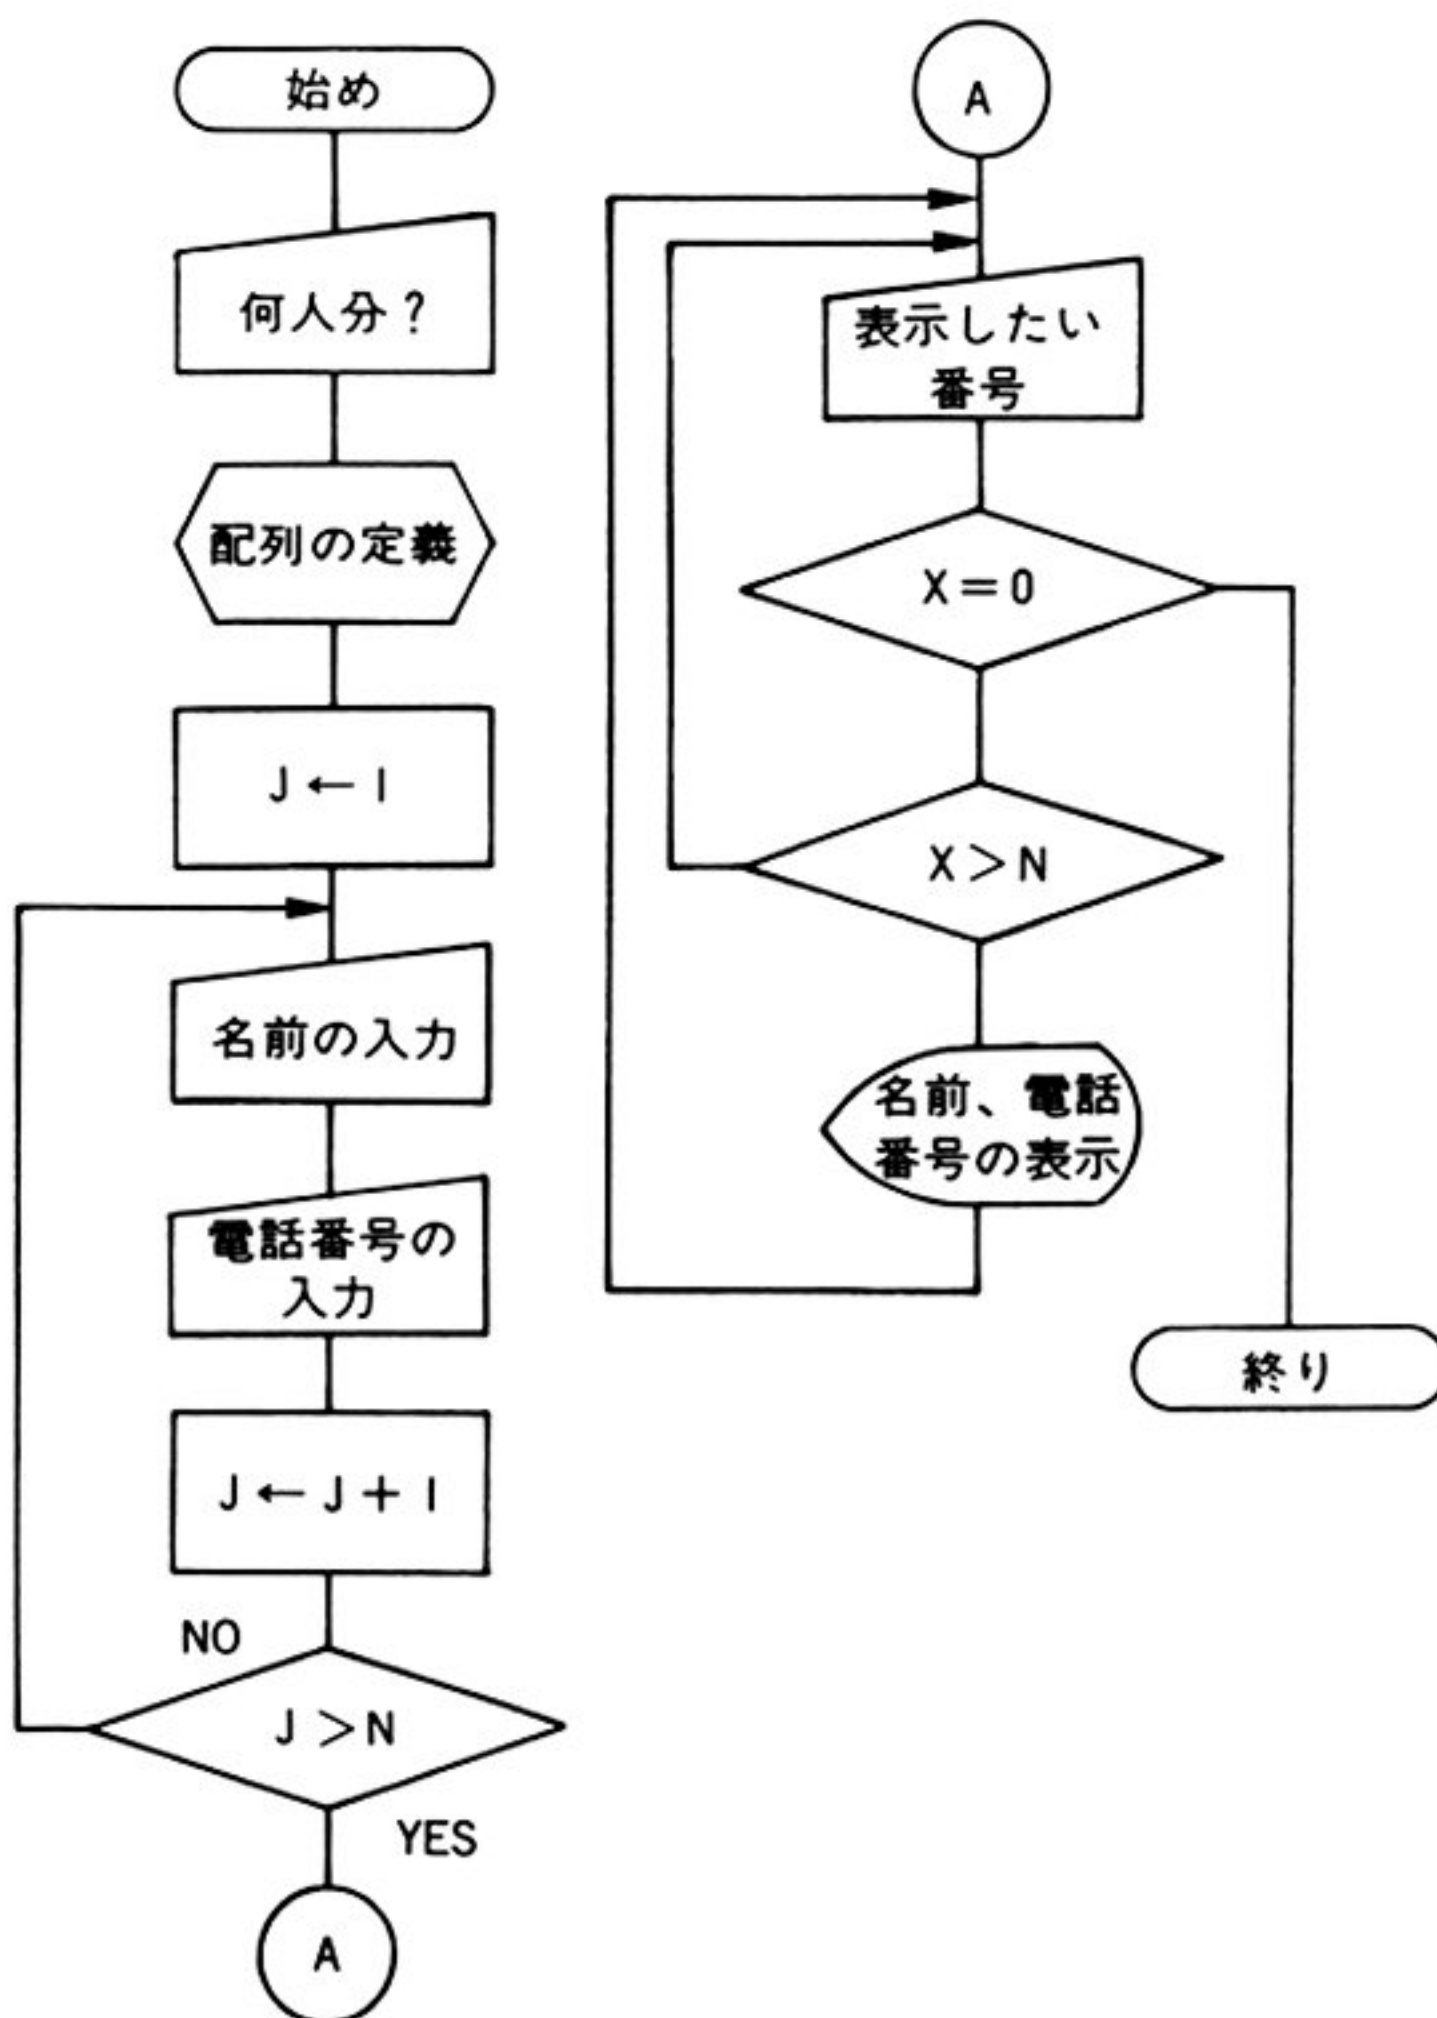 始め
何人分?
配列の定義
J←1
名前の入力
電話番号の
入力
J←J+1
NO
J>N
YES
A
A
表示したい
番号
X=0
X>N
名前、電話
番号の表示
終り